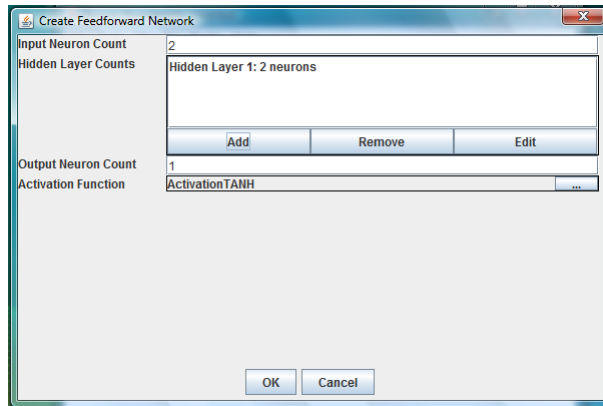 Create Feedforward Network
Input Neuron Count 2
Hidden Layer Counts Hidden Layer 1: 2 neurons
Add Remove Edit
Output Neuron Count 1
Activation Function ActivationTANH ...
OK Cancel